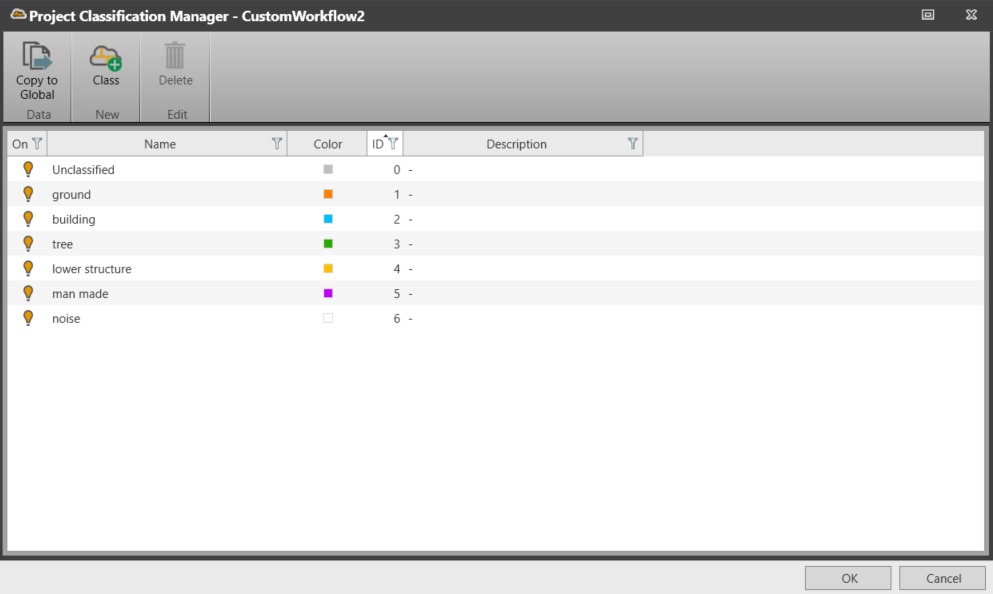 Project Classification Manager - CustomWorkflow2
Copy to Global
Class
Delete
Data
New
Edit
On Name Color ID Description
Unclassified 0 -
ground 1 -
building 2 -
tree 3 -
lower structure 4 -
man made 5 -
noise 6 -
OK Cancel